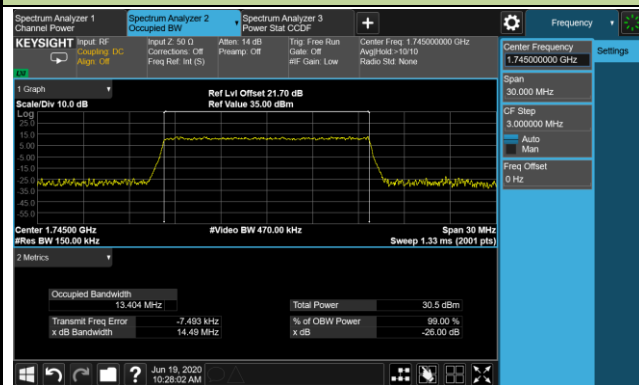 Spectrum Analyzer 1
Channel Power
Spectrum Analyzer 2
Occupied BW
Spectrum Analyzer 3
Power Stat CCDF
+
Frequency
KEYSIGHT
Input: RF
Coupling: DC
Align: Off
Input Z: 50 Ω
Corrections: Off
Freq Ref: Int (S)
Atten: 14 dB
Preamp: Off
Trig: Free Run
Gate: Off
#IF Gain: Low
Center Freq: 1.745000000 GHz
Avg|Hold:>10/10
Radio Std: None
Center Frequency
1.745000000 GHz
Settings
Span
30.000 MHz
CF Step
3.000000 MHz
Auto
Man
Freq Offset
0 Hz
1 Graph
Scale/Div 10.0 dB
Ref Lvl Offset 21.70 dB
Ref Value 35.00 dBm
Log
25.0
15.0
5.00
-5.00
-15.0
-25.0
-35.0
-45.0
-55.0
Center 1.74500 GHz
#Video BW 470.00 kHz
Span 30 MHz
#Res BW 150.00 kHz
Sweep 1.33 ms (2001 pts)
2 Metrics
Occupied Bandwidth
13.404 MHz
Total Power 30.5 dBm
Transmit Freq Error -7.493 kHz
% of OBW Power 99.00 %
x dB Bandwidth 14.49 MHz
x dB -26.00 dB
?
Jun 19, 2020
10:28:02 AM